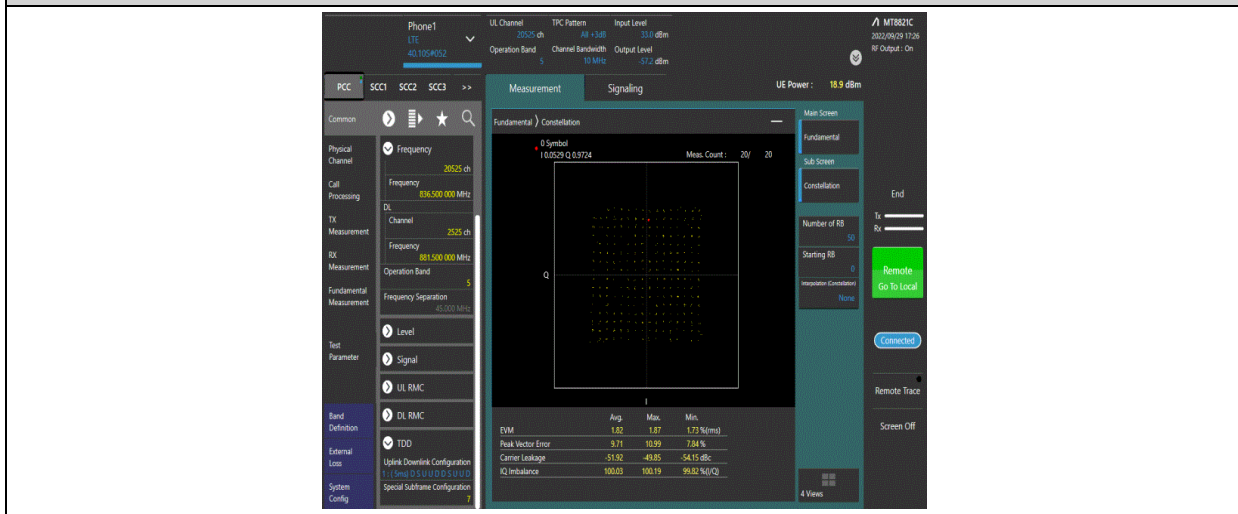 Phone1
LTE
40.10S#052
UL Channel
20525 ch
TPC Pattern
All +3dB
Input Level
33.0 dBm
Operation Band
5
Channel Bandwidth
10 MHz
Output Level
-57.2 dBm
MT8821C
2022/09/29 17:26
RF Output : On
PCC SCC1 SCC2 SCC3 >>
Measurement Signaling
UE Power : 18.9 dBm
Common
Physical
Channel
Call
Processing
TX
Measurement
RX
Measurement
Fundamental
Measurement
Test
Parameter
Band
Definition
External
Loss
System
Config
Frequency
20525 ch
Frequency
836.500 000 MHz
DL
Channel
2525 ch
Frequency
881.500 000 MHz
Operation Band
5
Frequency Separation
45.000 MHz
Level
Signal
UL RMC
DL RMC
TDD
Uplink Downlink Configuration
1 : ( 5ms) D S U U D D S U U D
Special Subframe Configuration
7
Fundamental > Constellation
0 Symbol
I 0.0529 Q 0.9724
Meas. Count : 20/ 20
Q
I
Avg. Max. Min.
EVM 1.82 1.87 1.73 %(rms)
Peak Vector Error 9.71 10.99 7.84 %
Carrier Leakage -51.92 -49.85 -54.15 dBc
IQ Imbalance 100.03 100.19 99.82 %(I/Q)
Main Screen
Fundamental
Sub Screen
Constellation
Number of RB
50
Starting RB
0
Interpolation (Constellation)
None
4 Views
End
Tx
Rx
Remote
Go To Local
Connected
Remote Trace
Screen Off